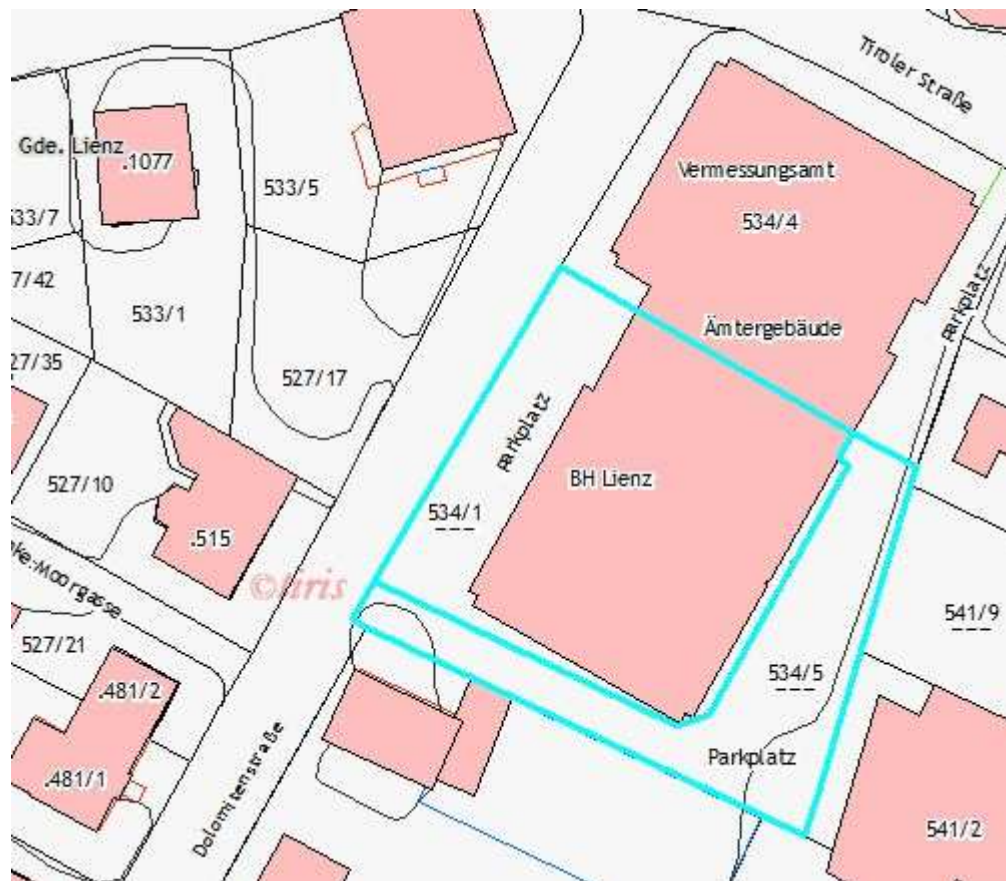 Tiroler Straße
Gde. Lienz
.1077
Vermessungsamt
533/5
533/7
534/4
7/42
533/1
Parkplatz
Ämtergebäude
27/35
527/17
Parkplatz
BH Lienz
527/10
534/1
.515
©tiris
ke-Moorgasse
541/9
527/21
534/5
.481/2
Parkplatz
.481/1
Dolomitenstraße
541/2